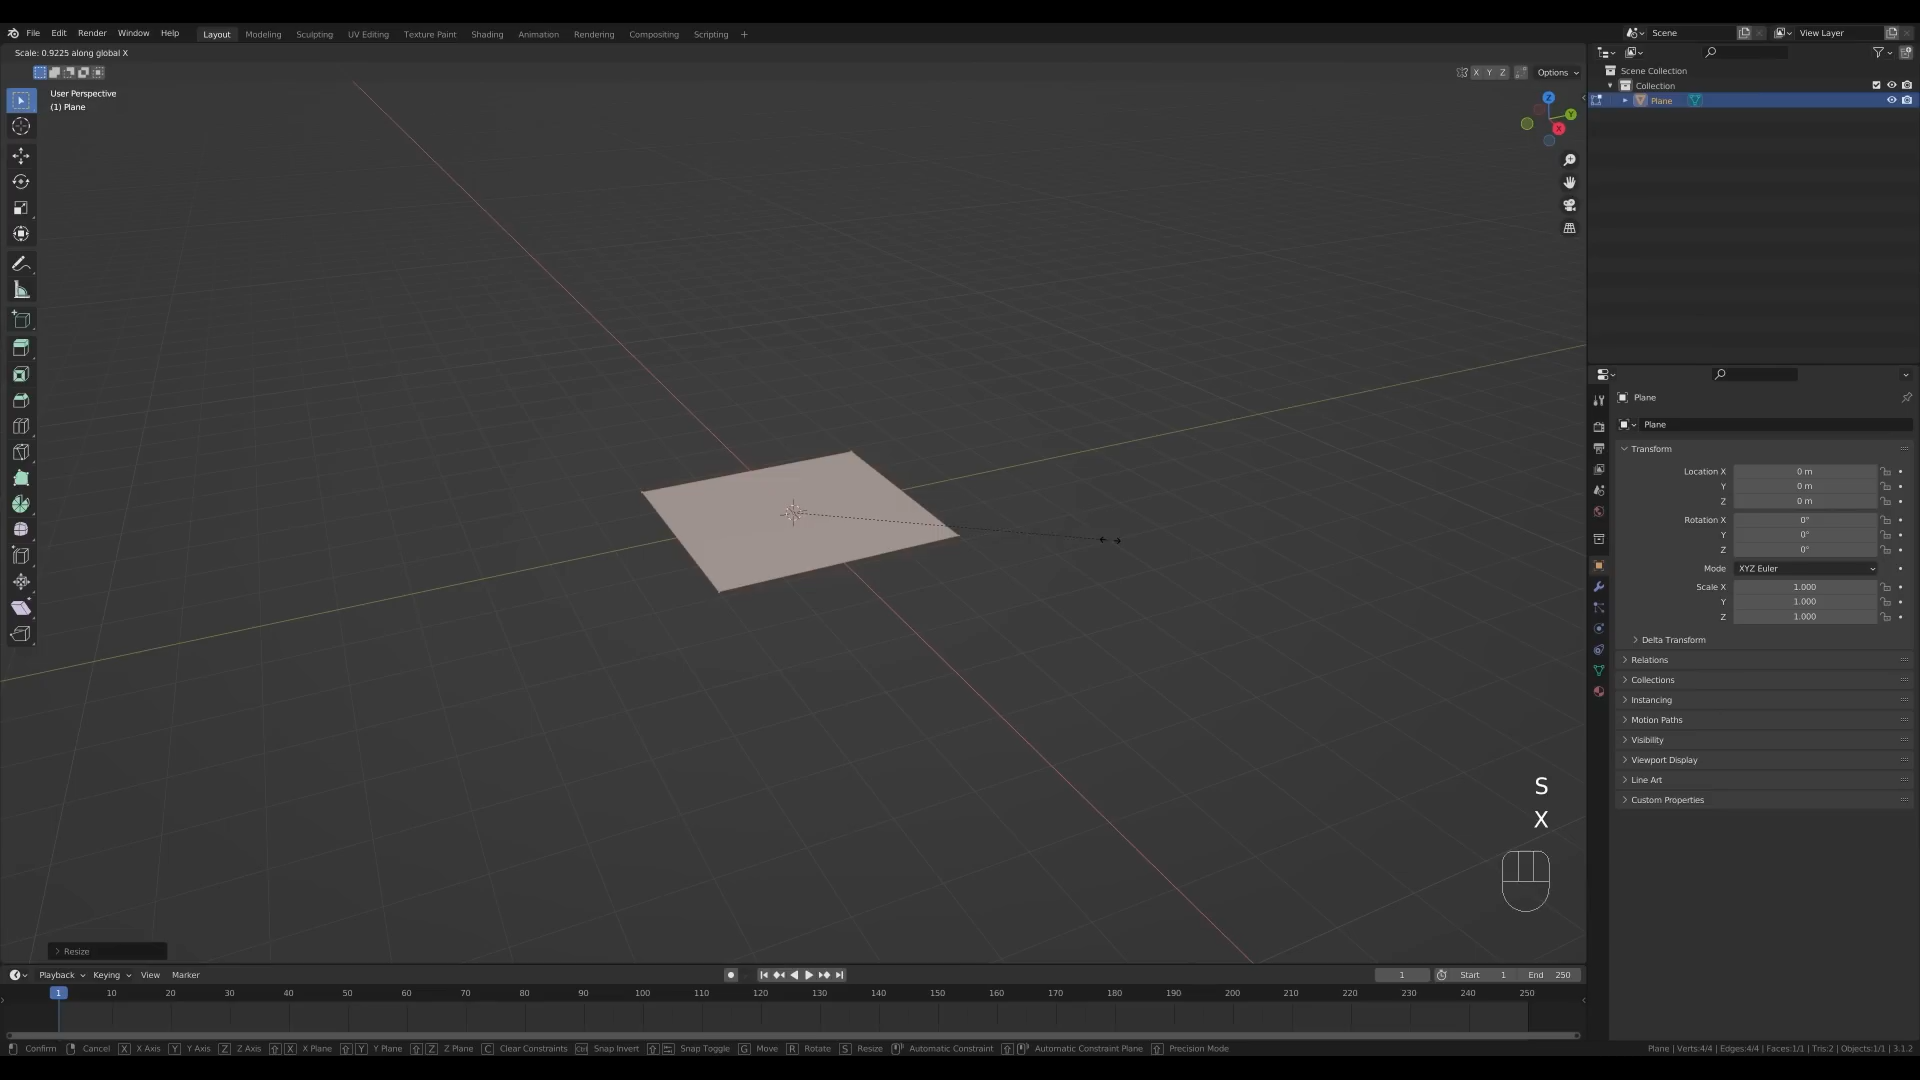 File Edit Render Window Help Layout Modeling Sculpting UV Editing Texture Paint Shading Animation Rendering Compositing Scripting + Scene View Layer
Scale: 0.9225 along global X
X Y Z Options
User Perspective
(1) Plane
Z
Y
X
Scene Collection
Collection
Plane
Plane
Plane
Transform
Location X 0 m
Y 0 m
Z 0 m
Rotation X 0°
Y 0°
Z 0°
Mode XYZ Euler
Scale X 1.000
Y 1.000
Z 1.000
Delta Transform
Relations
Collections
Instancing
Motion Paths
Visibility
Viewport Display
Line Art
Custom Properties
S
X
Resize
Playback Keying View Marker 1 Start 1 End 250
1 10 20 30 40 50 60 70 80 90 100 110 120 130 140 150 160 170 180 190 200 210 220 230 240 250
Confirm Cancel X X Axis Y Y Axis Z Z Axis X X Plane Y Y Plane Z Z Plane C Clear Constraints Ctrl Snap Invert Snap Toggle G Move R Rotate S Resize Automatic Constraint Automatic Constraint Plane Precision Mode Plane | Verts:4/4 | Edges:4/4 | Faces:1/1 | Tris:2 | Objects:1/1 | 3.1.2